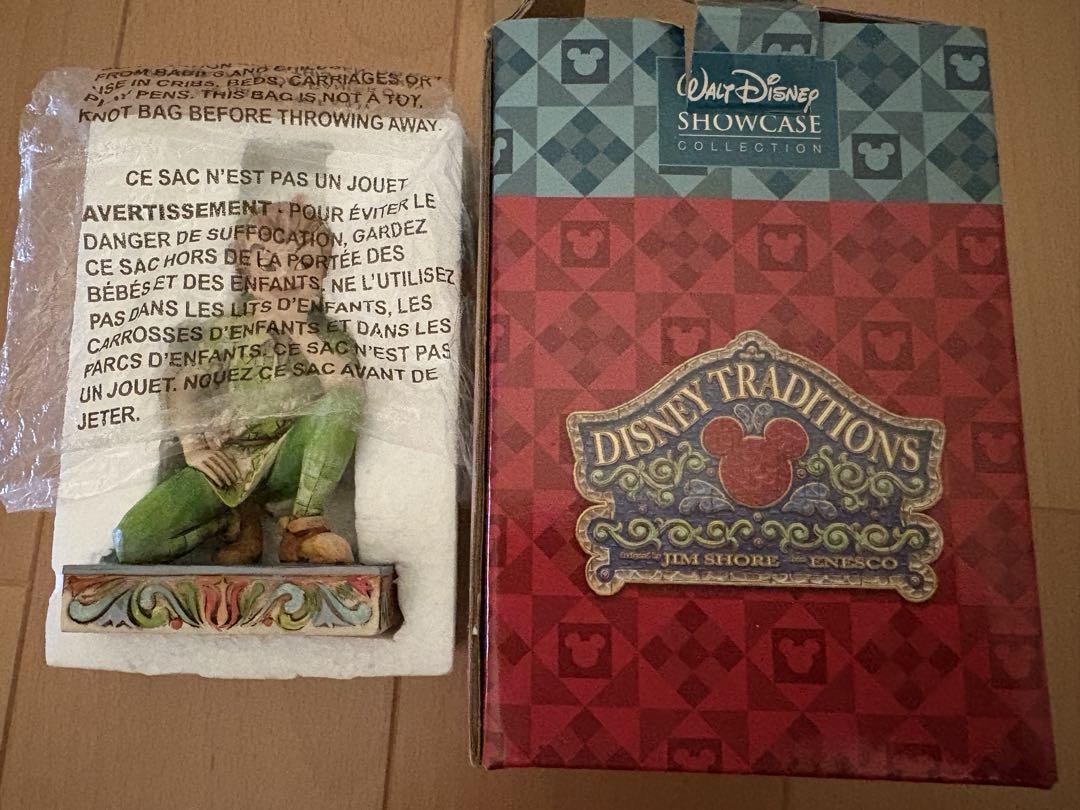 FROM BABIES AND CHILDREN.
USE IN CRIBS, BEDS, CARRIAGES OR
PLAY PENS. THIS BAG IS NOT A TOY.
KNOT BAG BEFORE THROWING AWAY.
CE SAC N'EST PAS UN JOUET
AVERTISSEMENT : POUR ÉVITER LE
DANGER DE SUFFOCATION, GARDEZ
CE SAC HORS DE LA PORTÉE DES
BÉBÉS ET DES ENFANTS, NE L'UTILISEZ
PAS DANS LES LITS D'ENFANTS, LES
CARROSSES D'ENFANTS ET DANS LES
PARCS D'ENFANTS. CE SAC N'EST PAS
UN JOUET. NOUEZ CE SAC AVANT DE
JETER.
WALT DISNEY
SHOWCASE
COLLECTION
DISNEY TRADITIONS
designed by JIM SHORE ENESCO